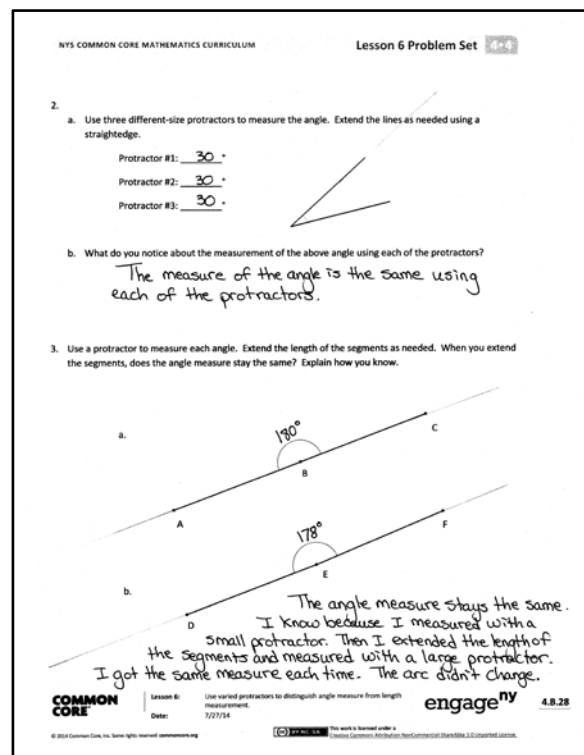 NYS COMMON CORE MATHEMATICS CURRICULUM
Lesson 6 Problem Set
4•4
2.
a. Use three different-size protractors to measure the angle. Extend the lines as needed using a
straightedge.
Protractor #1: 30 °
Protractor #2: 30 °
Protractor #3: 30 °
b. What do you notice about the measurement of the above angle using each of the protractors?
The measure of the angle is the same using
each of the protractors.
3. Use a protractor to measure each angle. Extend the length of the segments as needed. When you extend
the segments, does the angle measure stay the same? Explain how you know.
a.
180°
C
B
A
178°
F
E
b.
D
The angle measure stays the same.
I know because I measured with a
small protractor. Then I extended the length of
the segments and measured with a large protractor.
I got the same measure each time. The arc didn't change.
COMMON
CORE
Lesson 6:
Use varied protractors to distinguish angle measure from length
measurement.
Date:
7/27/14
engage ny
4.B.28
© 2014 Common Core, Inc. Some rights reserved. commoncore.org
(cc) BY-NC-SA
This work is licensed under a
Creative Commons Attribution-NonCommercial-ShareAlike 3.0 Unported License.